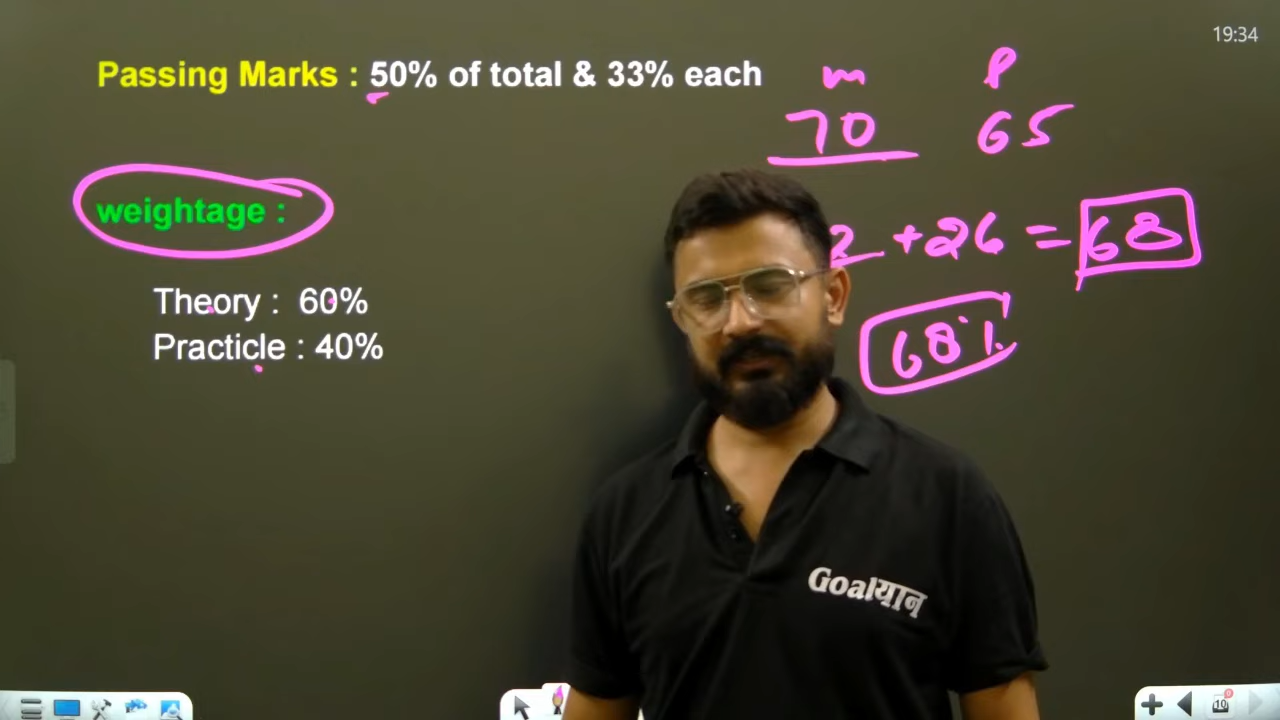 19:34
Passing Marks : 50% of total & 33% each
m P
70 65
weightage :
2 + 26 = 68
Theory : 60%
Practicle : 40%
68%
Goalयान
10